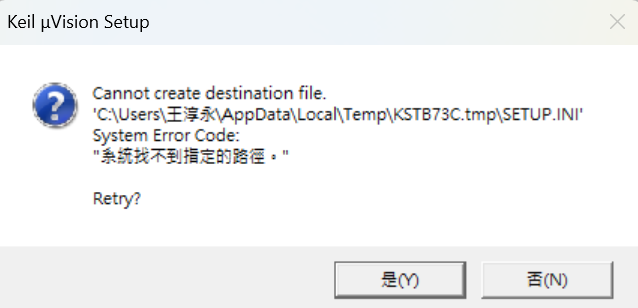 Keil µVision Setup
Cannot create destination file.
'C:\Users\王淳永\AppData\Local\Temp\KSTB73C.tmp\SETUP.INI'
System Error Code:
"系統找不到指定的路徑。"
Retry?
是(Y)
否(N)